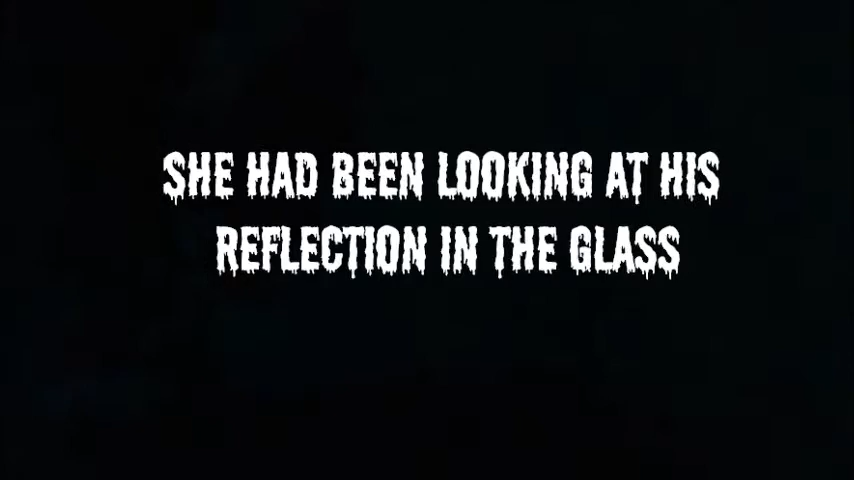 SHE HAD BEEN LOOKING AT HIS
REFLECTION IN THE GLASS